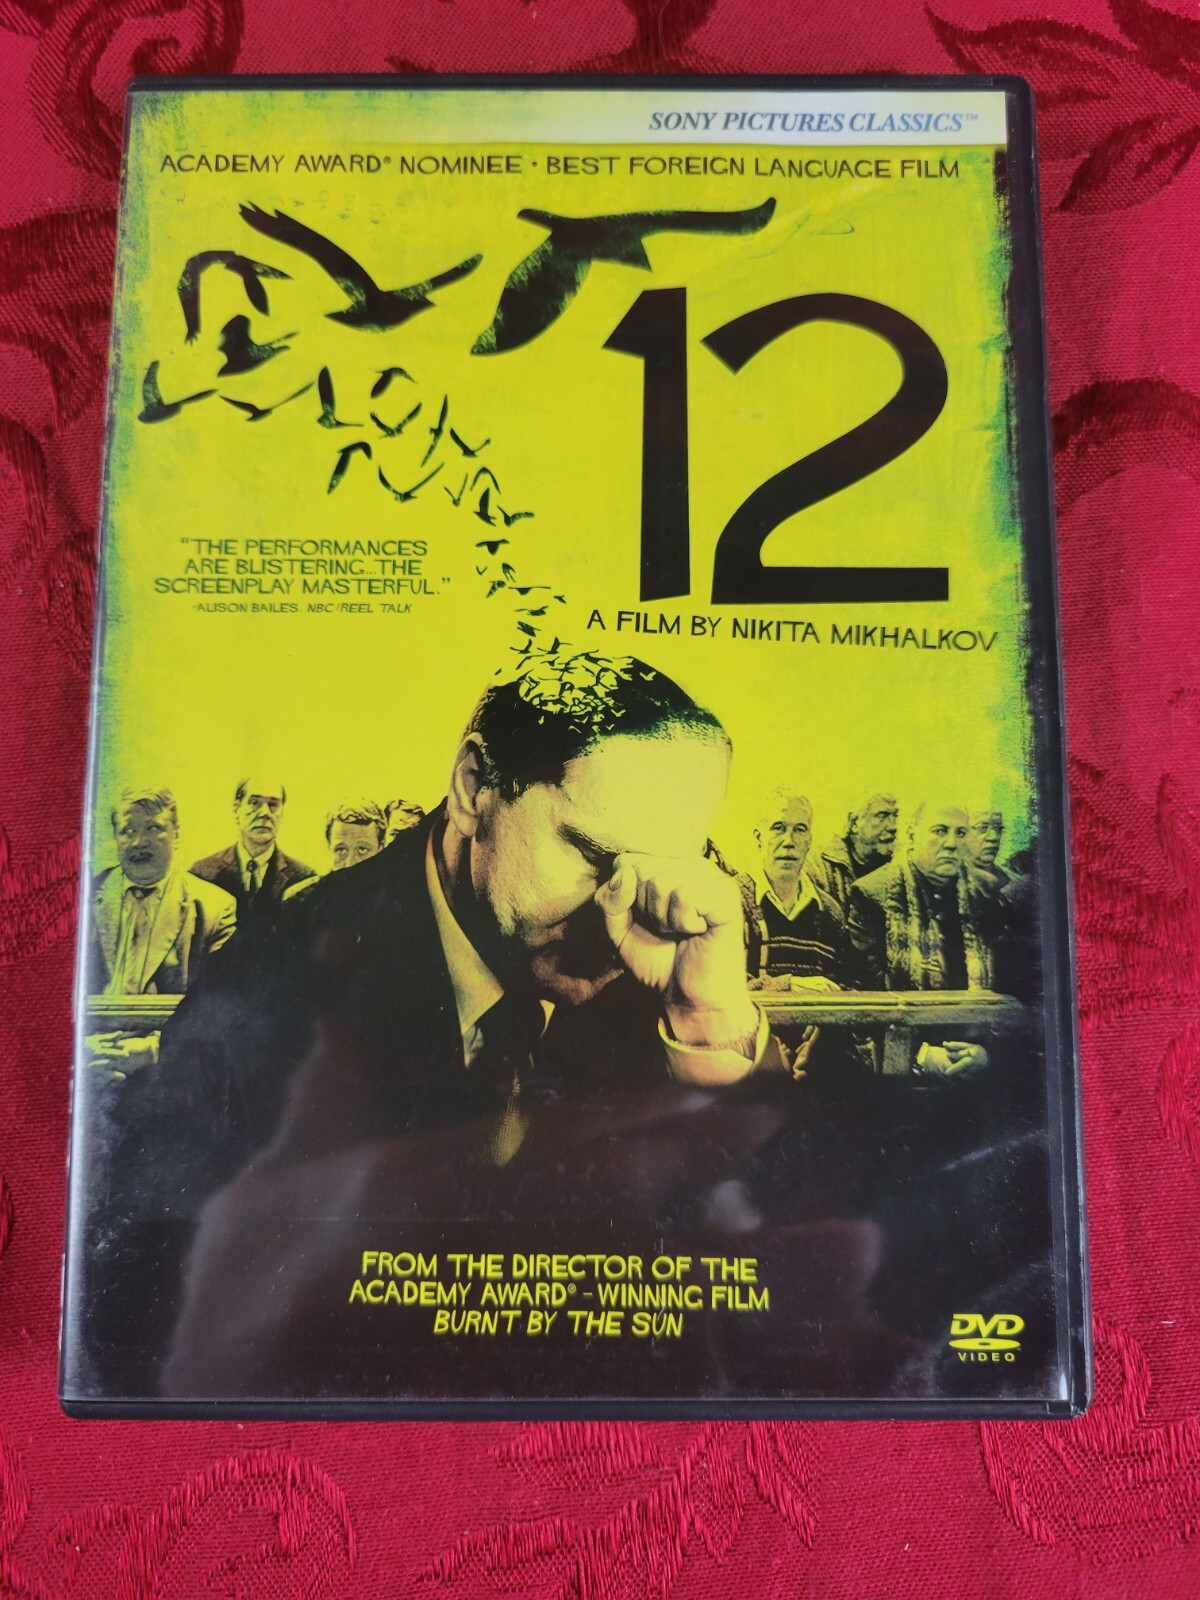 SONY PICTURES CLASSICS™
ACADEMY AWARD® NOMINEE · BEST FOREIGN LANGUAGE FILM
12
"THE PERFORMANCES
ARE BLISTERING...THE
SCREENPLAY MASTERFUL."
-ALISON BAILES, NBC/REEL TALK
A FILM BY NIKITA MIKHALKOV
FROM THE DIRECTOR OF THE
ACADEMY AWARD® - WINNING FILM
BURNT BY THE SUN
DVD
VIDEO